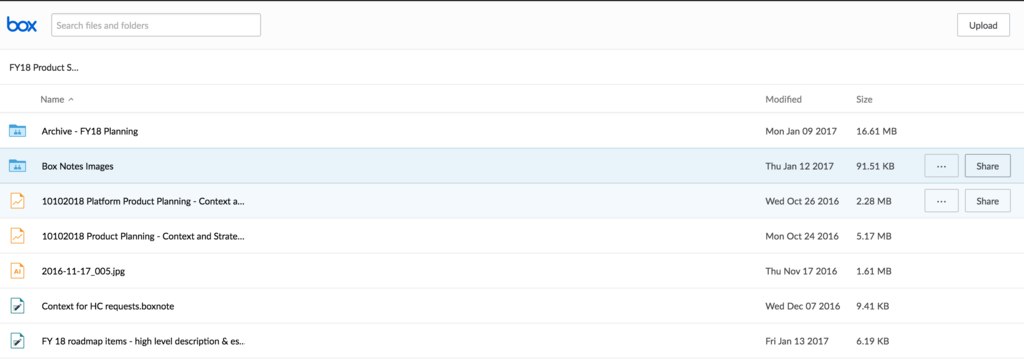 box Search files and folders Upload
FY18 Product S...
Name Modified Size
Archive - FY18 Planning Mon Jan 09 2017 16.61 MB
Box Notes Images Thu Jan 12 2017 91.51 KB ... Share
10102018 Platform Product Planning - Context a... Wed Oct 26 2016 2.28 MB ... Share
10102018 Product Planning - Context and Strate... Mon Oct 24 2016 5.17 MB
AI 2016-11-17_005.jpg Thu Nov 17 2016 1.61 MB
Context for HC requests.boxnote Wed Dec 07 2016 9.41 KB
FY 18 roadmap items - high level description & es... Fri Jan 13 2017 6.19 KB